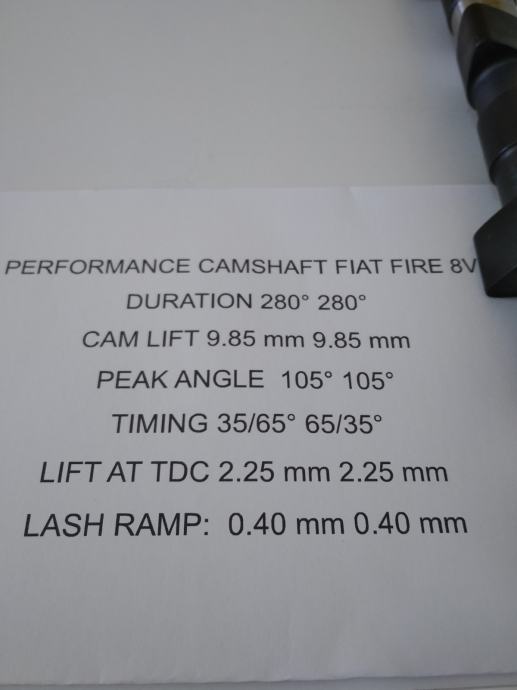 PERFORMANCE CAMSHAFT FIAT FIRE 8V
DURATION 280° 280°
CAM LIFT 9.85 mm 9.85 mm
PEAK ANGLE 105° 105°
TIMING 35/65° 65/35°
LIFT AT TDC 2.25 mm 2.25 mm
LASH RAMP: 0.40 mm 0.40 mm